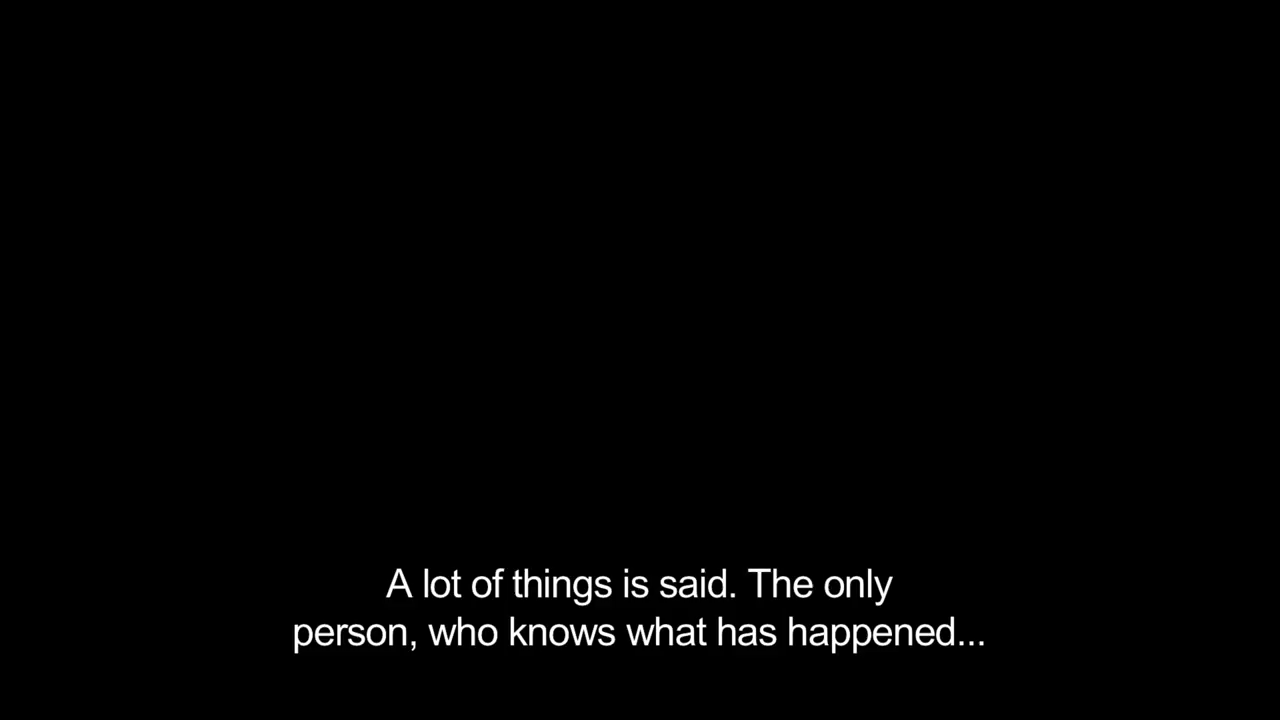 A lot of things is said. The only
person, who knows what has happened...